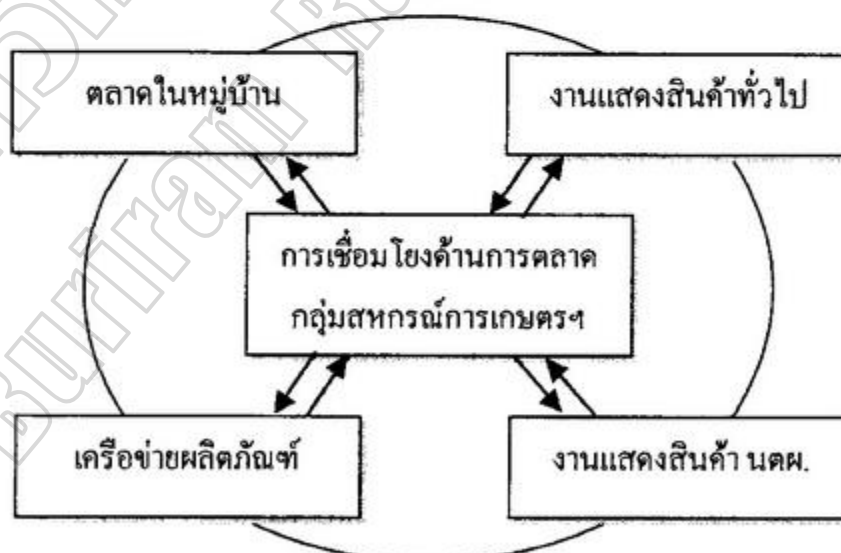 ตลาดในหมู่บ้าน
งานแสดงสินค้าทั่วไป
การเชื่อมโยงด้านการตลาด
กลุ่มสหกรณ์การเกษตรฯ
เครือข่ายผลิตภัณฑ์
งานแสดงสินค้า นตผ.
Buriram